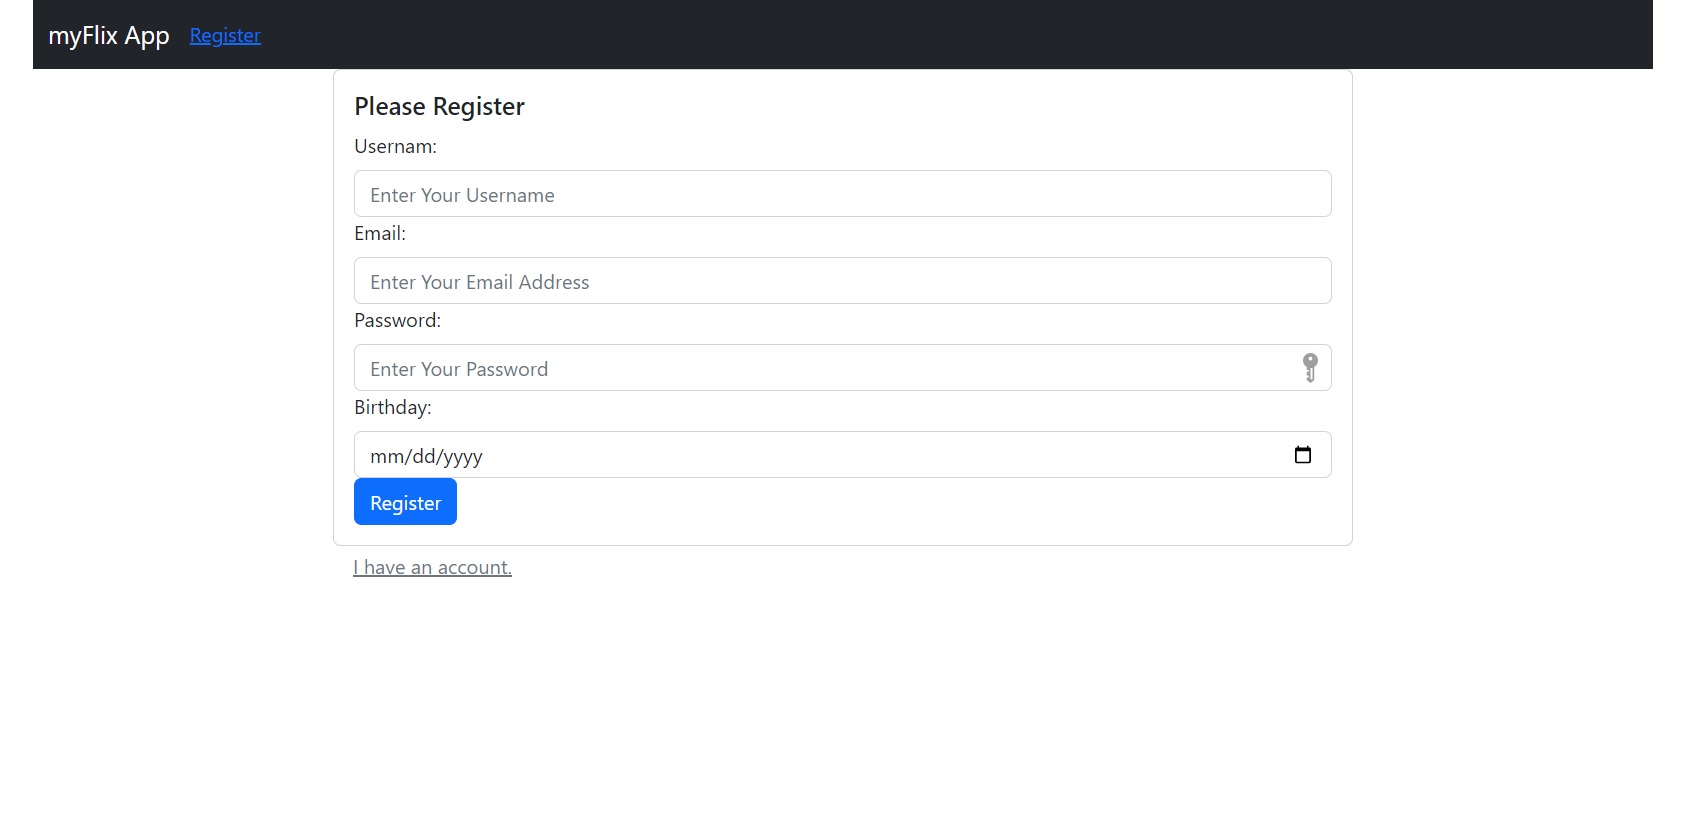 myFlix App Register
Please Register
Usernam:
Enter Your Username
Email:
Enter Your Email Address
Password:
Enter Your Password
Birthday:
mm/dd/yyyy
Register
I have an account.